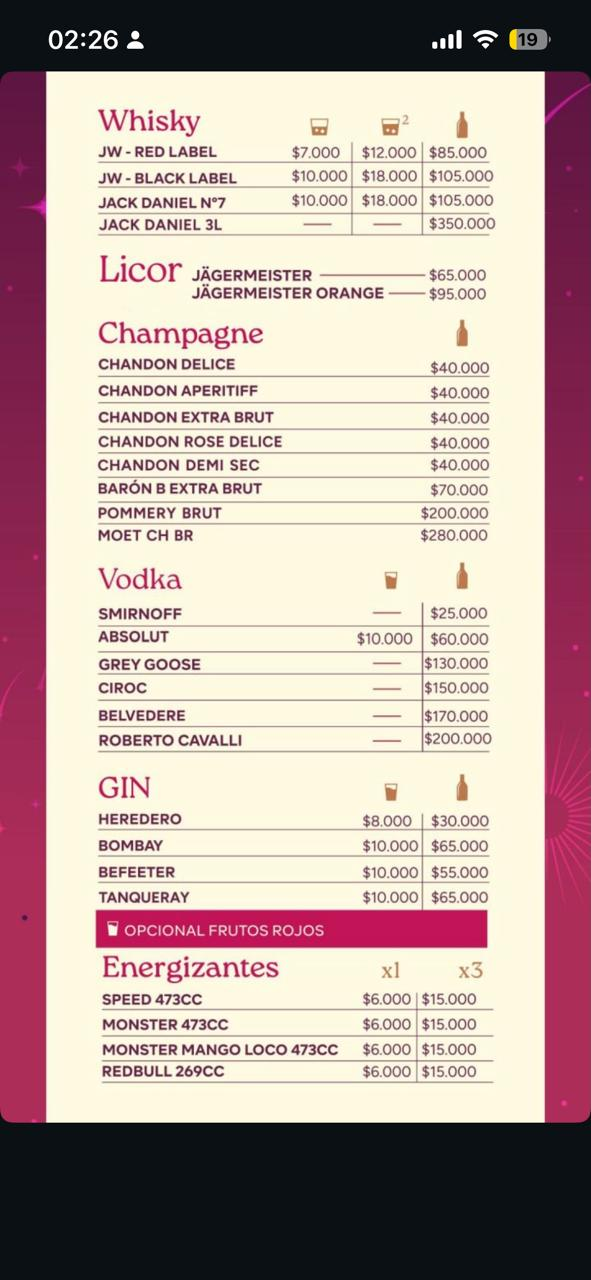 02:26
19
Whisky
2
JW - RED LABEL $7.000 $12.000 $85.000
JW - BLACK LABEL $10.000 $18.000 $105.000
JACK DANIEL N°7 $10.000 $18.000 $105.000
JACK DANIEL 3L — — $350.000
Licor JÄGERMEISTER $65.000
JÄGERMEISTER ORANGE $95.000
Champagne
CHANDON DELICE $40.000
CHANDON APERITIFF $40.000
CHANDON EXTRA BRUT $40.000
CHANDON ROSE DELICE $40.000
CHANDON DEMI SEC $40.000
BARÓN B EXTRA BRUT $70.000
POMMERY BRUT $200.000
MOET CH BR $280.000
Vodka
SMIRNOFF — $25.000
ABSOLUT $10.000 $60.000
GREY GOOSE — $130.000
CIROC — $150.000
BELVEDERE — $170.000
ROBERTO CAVALLI — $200.000
GIN
HEREDERO $8.000 $30.000
BOMBAY $10.000 $65.000
BEFEETER $10.000 $55.000
TANQUERAY $10.000 $65.000
OPCIONAL FRUTOS ROJOS
Energizantes x1 x3
SPEED 473CC $6.000 $15.000
MONSTER 473CC $6.000 $15.000
MONSTER MANGO LOCO 473CC $6.000 $15.000
REDBULL 269CC $6.000 $15.000